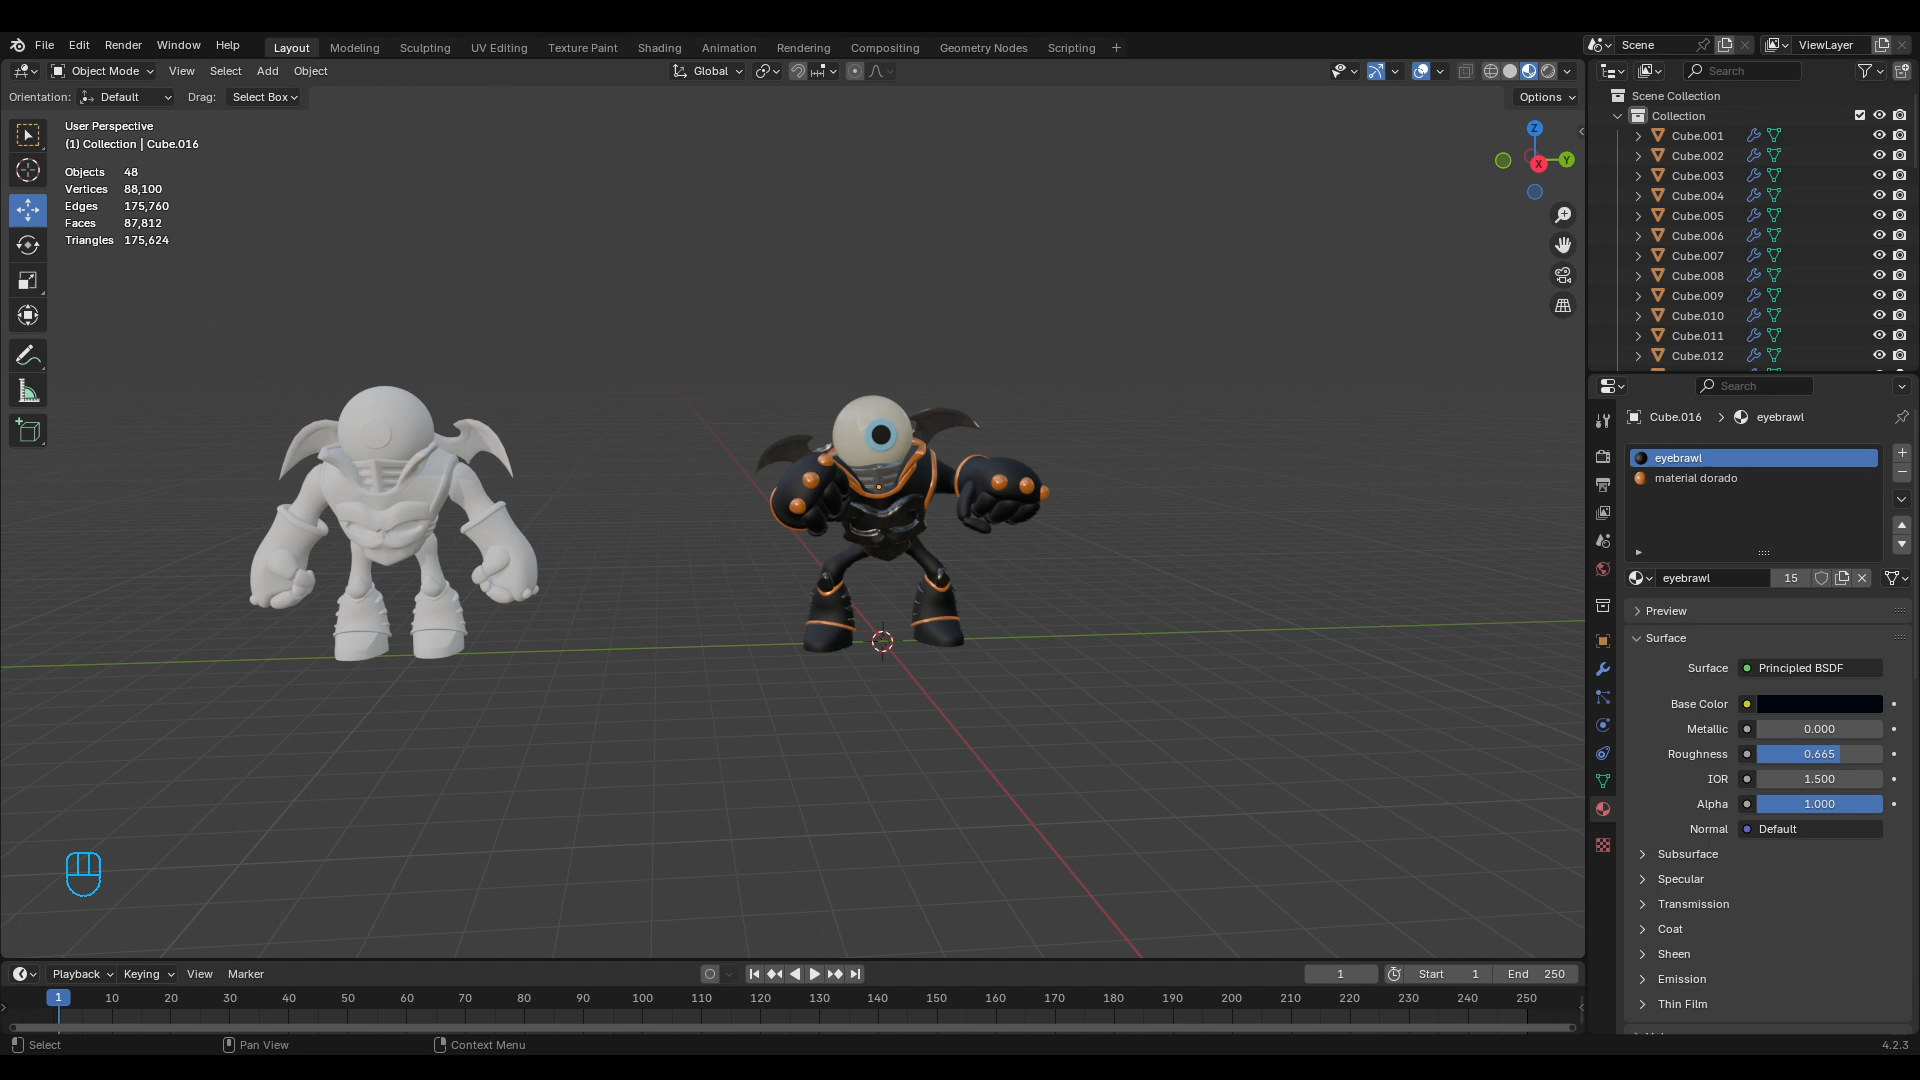 File Edit Render Window Help Layout Modeling Sculpting UV Editing Texture Paint Shading Animation Rendering Compositing Geometry Nodes Scripting + Scene ViewLayer
Object Mode View Select Add Object Global Search
Orientation: Default Drag: Select Box Options
User Perspective
(1) Collection | Cube.016
Objects 48
Vertices 88,100
Edges 175,760
Faces 87,812
Triangles 175,624
Z
Y
X
Scene Collection
Collection
Cube.001
Cube.002
Cube.003
Cube.004
Cube.005
Cube.006
Cube.007
Cube.008
Cube.009
Cube.010
Cube.011
Cube.012
Search
Cube.016 > eyebrawl
eyebrawl
material dorado
eyebrawl 15
Preview
Surface
Surface Principled BSDF
Base Color
Metallic 0.000
Roughness 0.665
IOR 1.500
Alpha 1.000
Normal Default
Subsurface
Specular
Transmission
Coat
Sheen
Emission
Thin Film
Playback Keying View Marker 1 Start 1 End 250
1 10 20 30 40 50 60 70 80 90 100 110 120 130 140 150 160 170 180 190 200 210 220 230 240 250
Select Pan View Context Menu 4.2.3